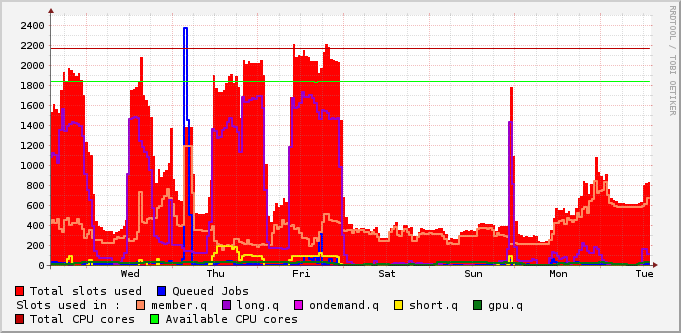 2400
2200
2000
1800
1600
1400
1200
1000
800
600
400
200
0
Wed Thu Fri Sat Sun Mon Tue
RRDTOOL / TOBI OETIKER
Total slots used Queued Jobs
Slots used in : member.q long.q ondemand.q short.q gpu.q
Total CPU cores Available CPU cores